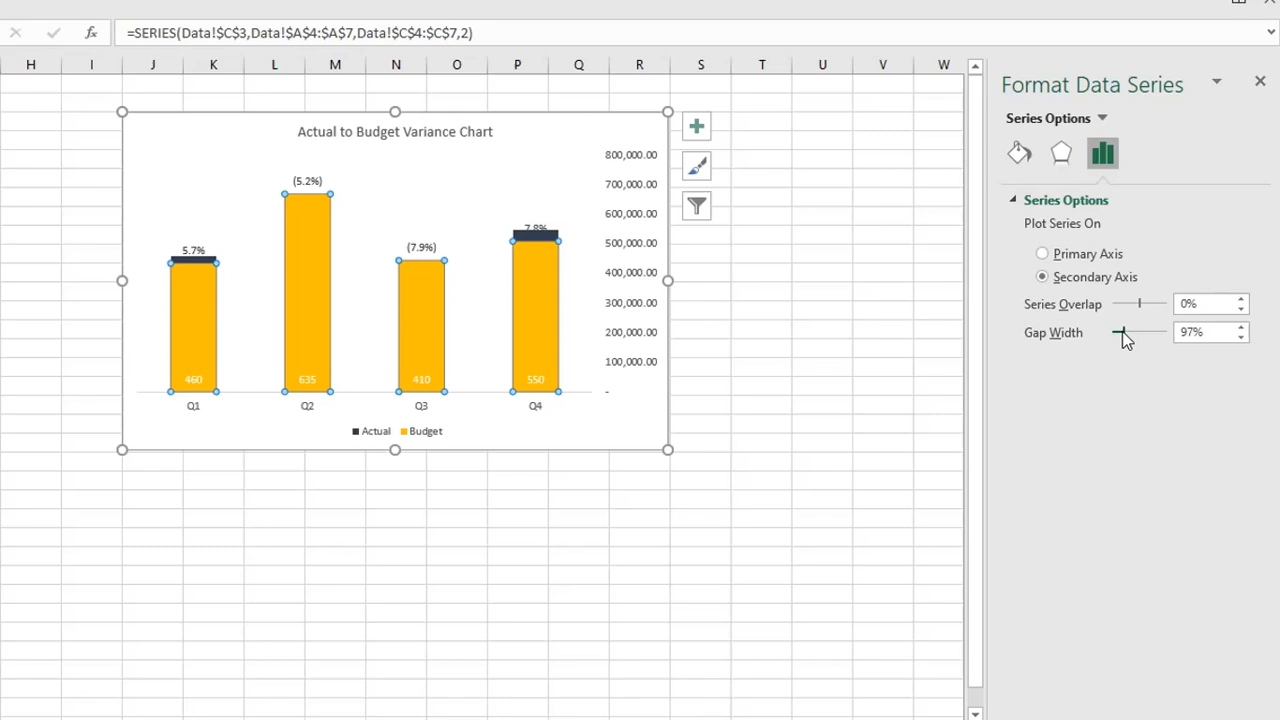 =SERIES(Data!$C$3,Data!$A$4:$A$7,Data!$C$4:$C$7,2)
H I J K L M N O P Q R S T U V W
Actual to Budget Variance Chart
800,000.00
700,000.00
600,000.00
500,000.00
400,000.00
300,000.00
200,000.00
100,000.00
-
5.7% (5.2%) (7.9%) 7.8%
460 635 410 550
Q1 Q2 Q3 Q4
Actual Budget
Format Data Series
Series Options
Series Options
Plot Series On
Primary Axis
Secondary Axis
Series Overlap 0%
Gap Width 97%